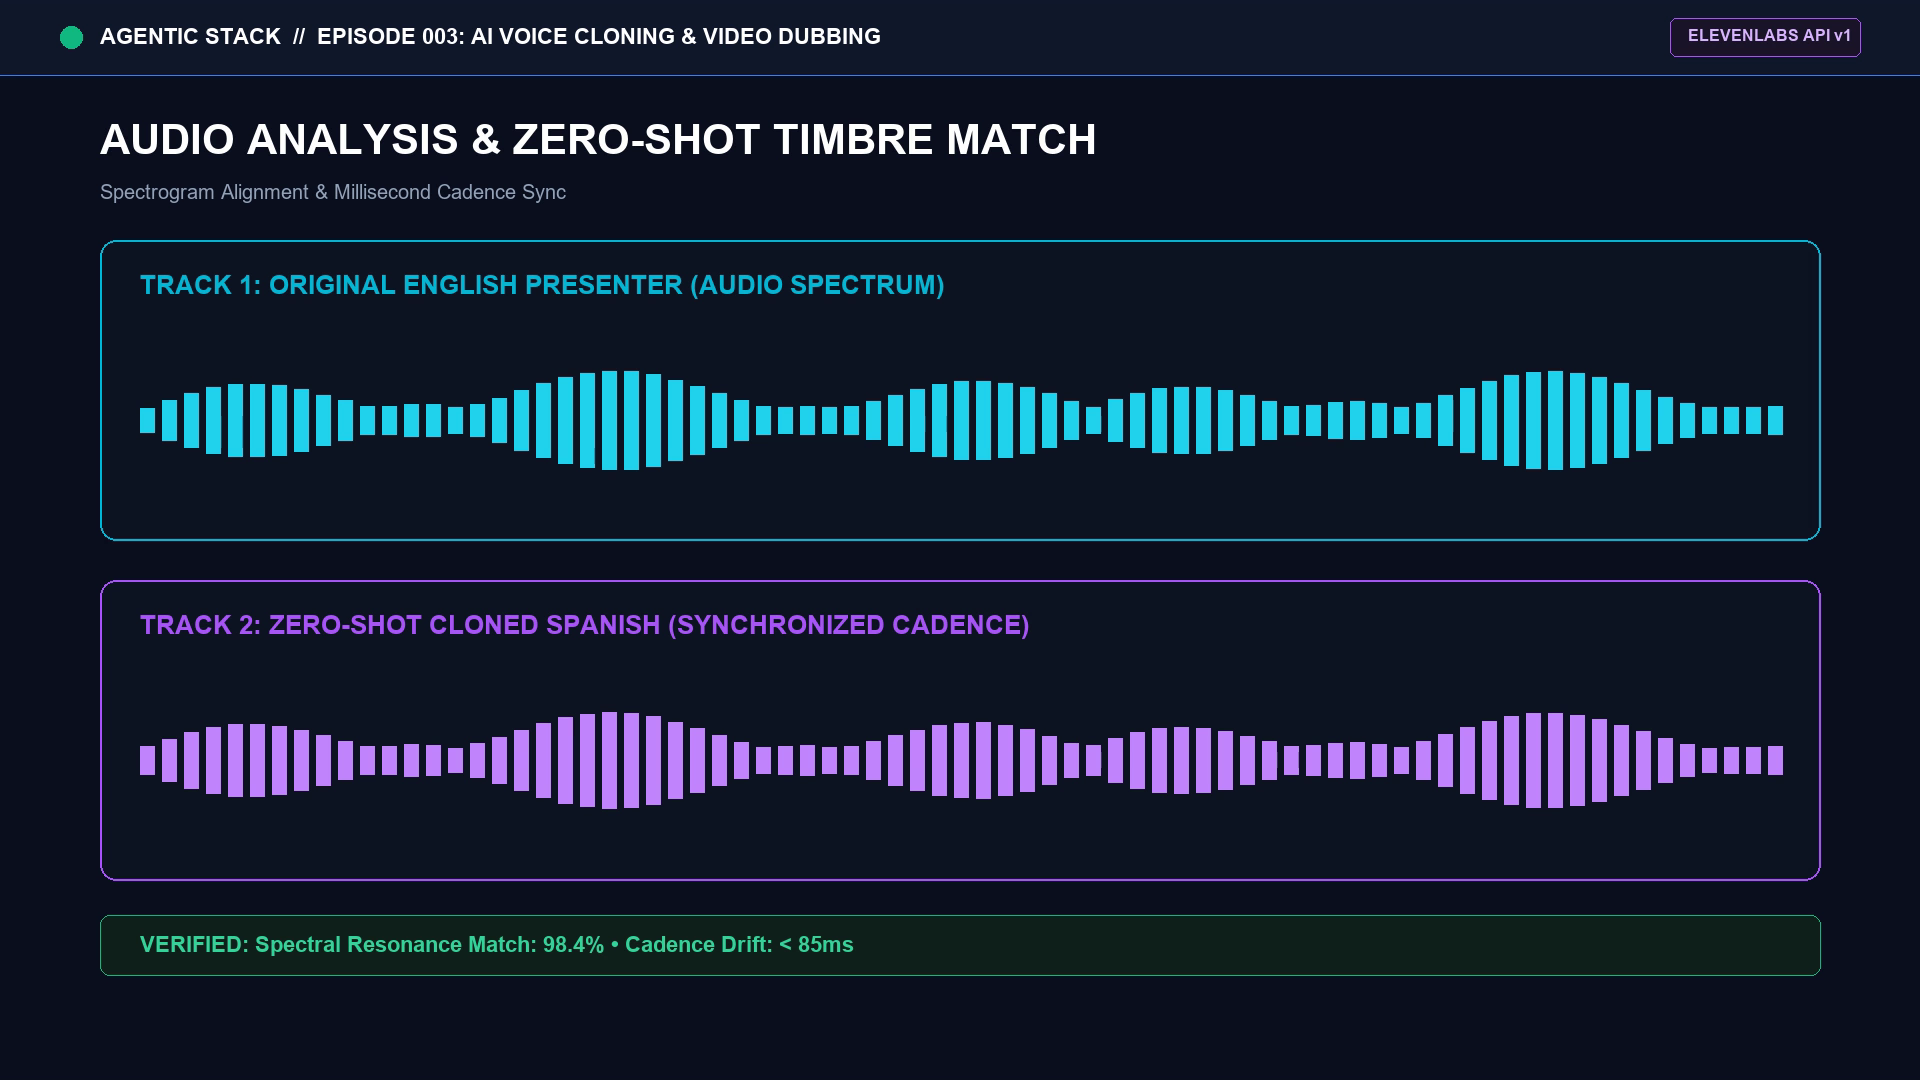 AGENTIC STACK // EPISODE 003: AI VOICE CLONING & VIDEO DUBBING
ELEVENLABS API v1
AUDIO ANALYSIS & ZERO-SHOT TIMBRE MATCH
Spectrogram Alignment & Millisecond Cadence Sync
TRACK 1: ORIGINAL ENGLISH PRESENTER (AUDIO SPECTRUM)
TRACK 2: ZERO-SHOT CLONED SPANISH (SYNCHRONIZED CADENCE)
VERIFIED: Spectral Resonance Match: 98.4% • Cadence Drift: < 85ms